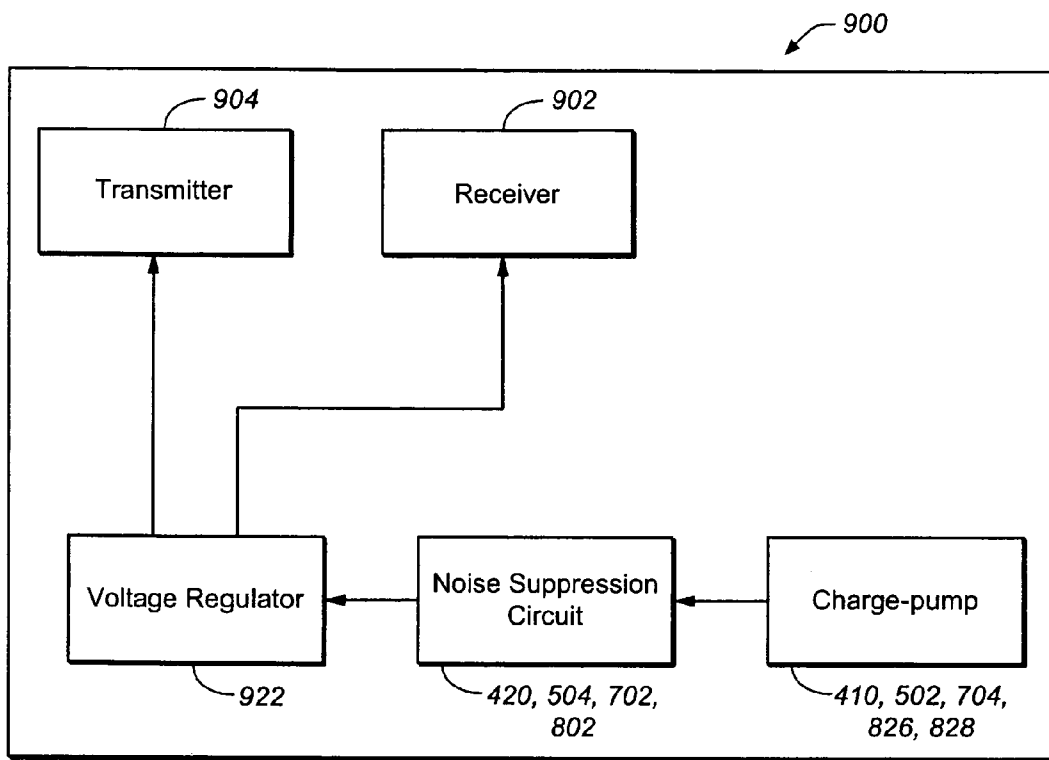 900
904
902
Transmitter
Receiver
Voltage Regulator
Noise Suppression
Circuit
Charge-pump
922
420, 504, 702,
802
410, 502, 704,
826, 828